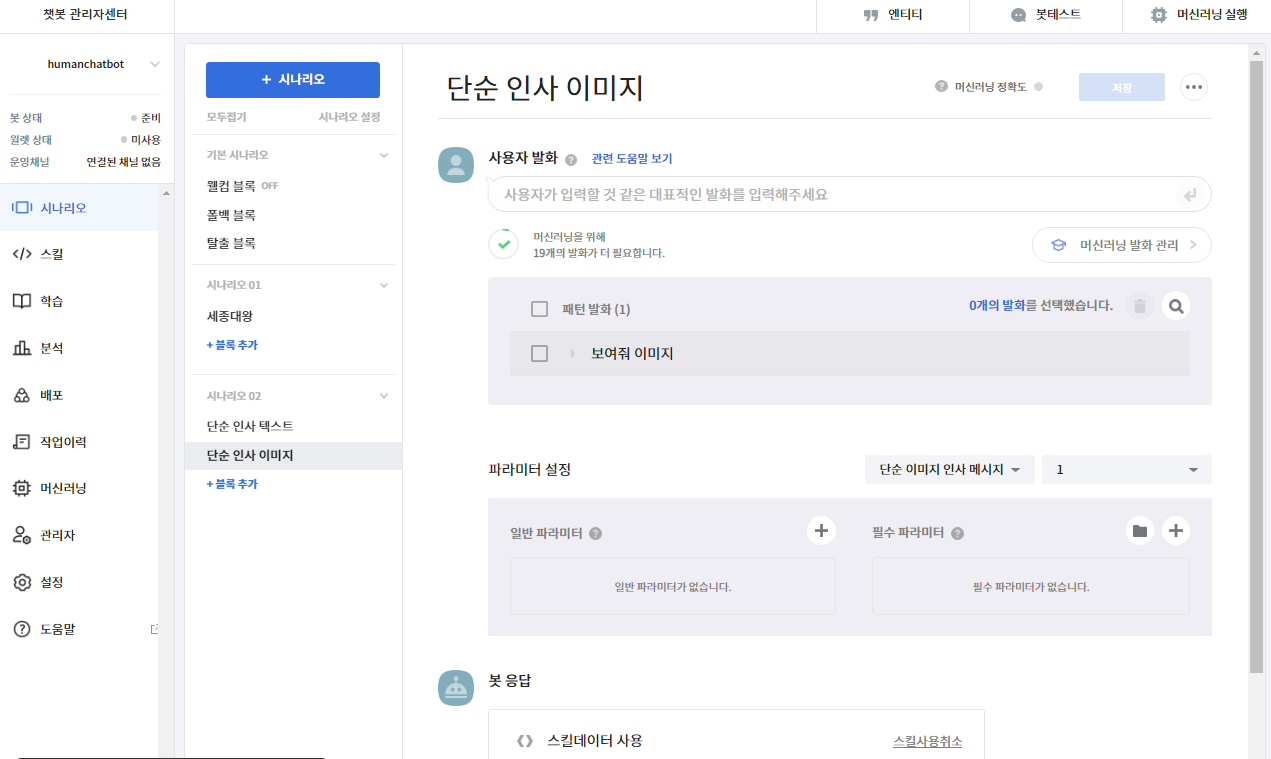 챗봇 관리자센터
엔티티
봇테스트
머신러닝 실행
humanchatbot
봇 상태
준비
월렛 상태
미사용
운영채널
연결된 채널 없음
시나리오
스킬
학습
분석
배포
작업이력
머신러닝
관리자
설정
도움말
+ 시나리오
모두접기
시나리오 설정
기본 시나리오
웰컴 블록 OFF
폴백 블록
탈출 블록
시나리오 01
세종대왕
+ 블록 추가
시나리오 02
단순 인사 텍스트
단순 인사 이미지
+ 블록 추가
단순 인사 이미지
? 머신러닝 정확도
저장
사용자 발화 ? 관련 도움말 보기
사용자가 입력할 것 같은 대표적인 발화를 입력해주세요
머신러닝을 위해
19개의 발화가 더 필요합니다.
머신러닝 발화 관리
패턴 발화 (1)
0개의 발화를 선택했습니다.
보여줘 이미지
파라미터 설정
단순 이미지 인사 메시지
1
일반 파라미터 ?
필수 파라미터 ?
일반 파라미터가 없습니다.
필수 파라미터가 없습니다.
봇 응답
스킬데이터 사용
스킬사용취소